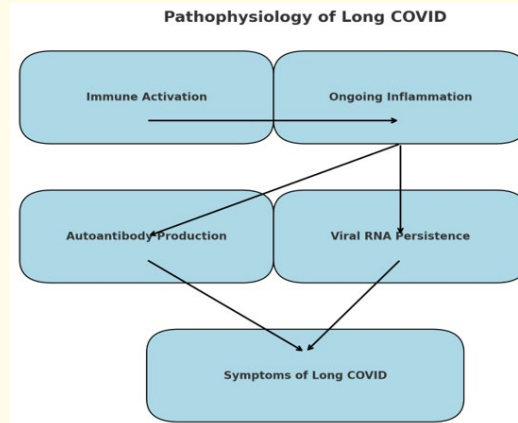 Pathophysiology of Long COVID
Immune Activation
Ongoing Inflammation
Autoantibody Production
Viral RNA Persistence
Symptoms of Long COVID